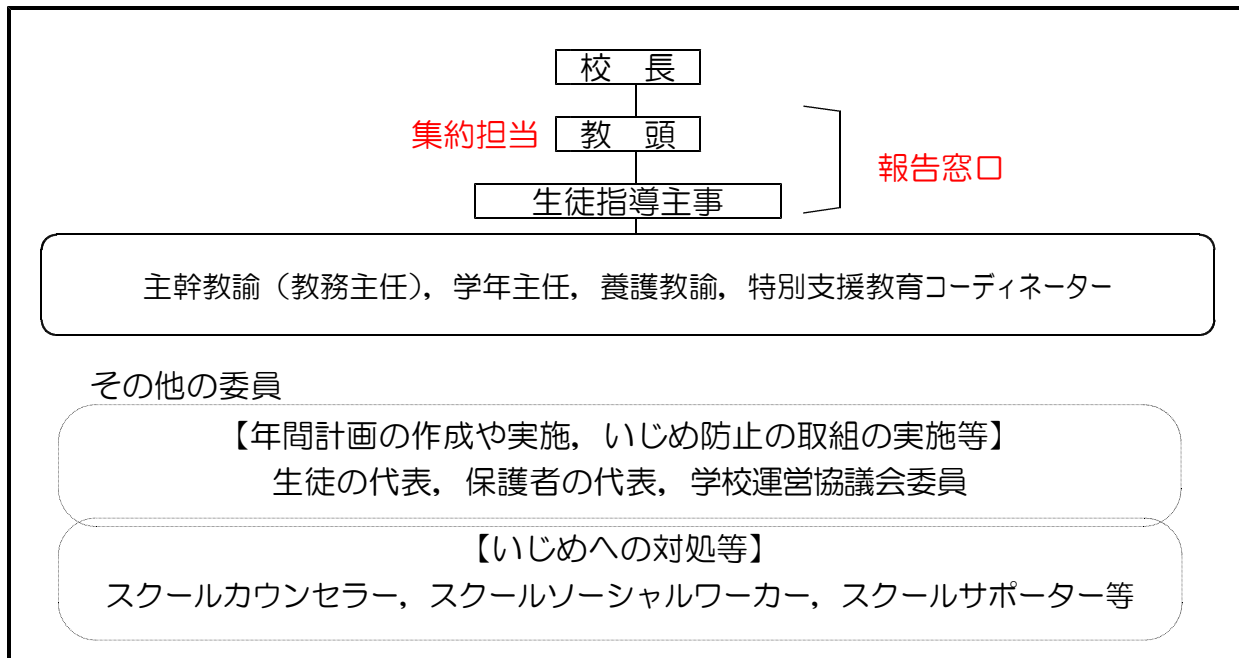 校　長
集約担当
教　頭
報告窓口
生徒指導主事
主幹教諭（教務主任），学年主任，養護教諭，特別支援教育コーディネーター
その他の委員
【年間計画の作成や実施，いじめ防止の取組の実施等】
生徒の代表，保護者の代表，学校運営協議会委員
【いじめへの対処等】
スクールカウンセラー，スクールソーシャルワーカー，スクールサポーター等